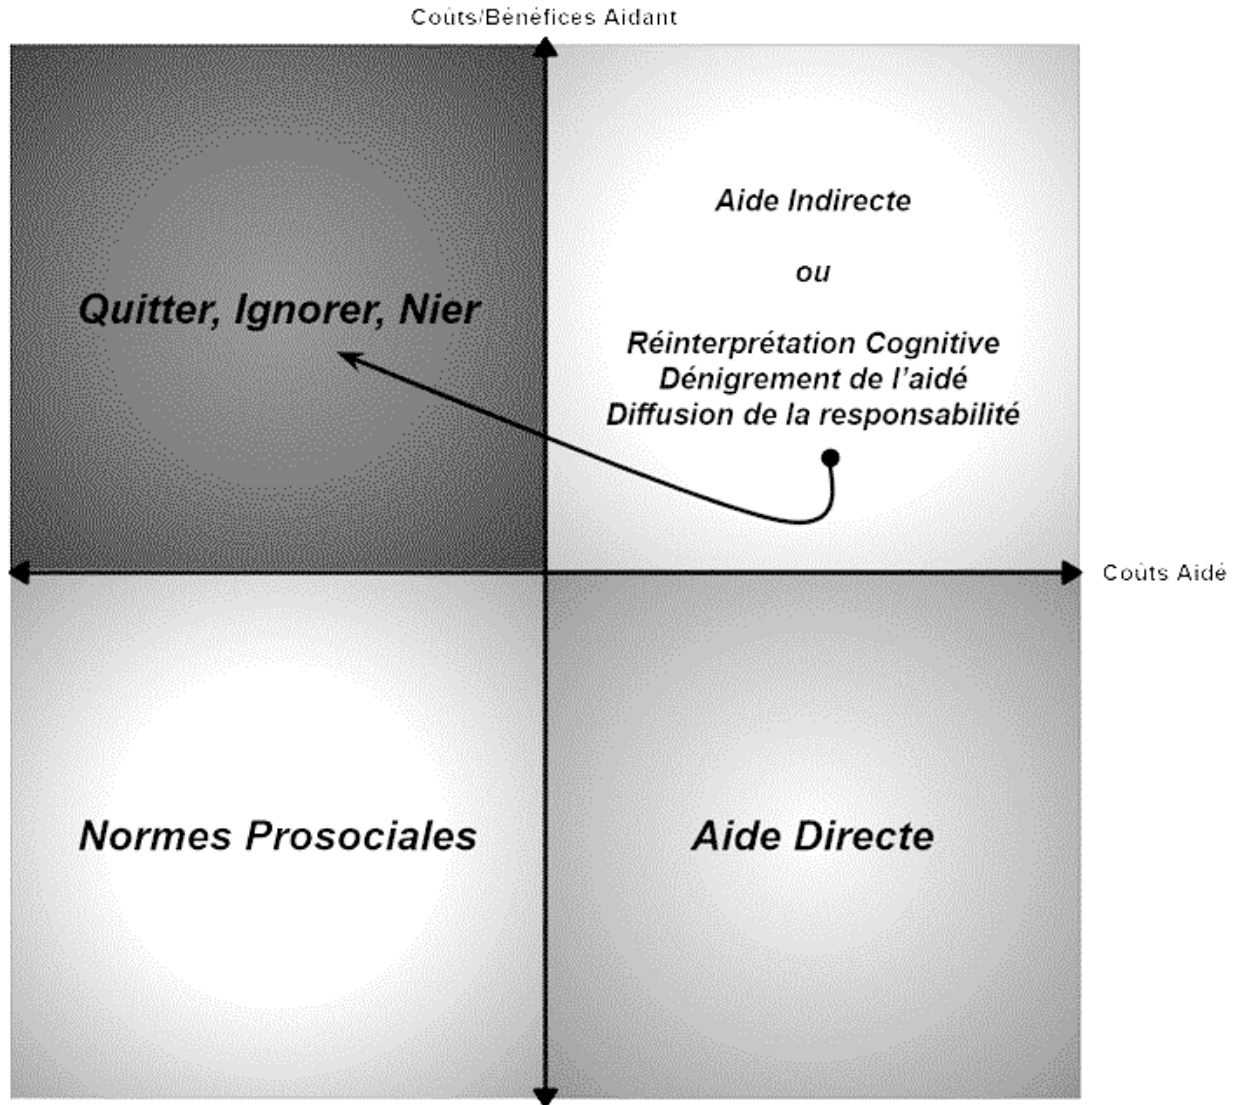 Coûts/Bénéfices Aidant
Aide Indirecte
ou
Réinterprétation Cognitive
Dénigrement de l'aidé
Diffusion de la responsabilité
Quitter, Ignorer, Nier
Coûts Aidé
Normes Prosociales
Aide Directe